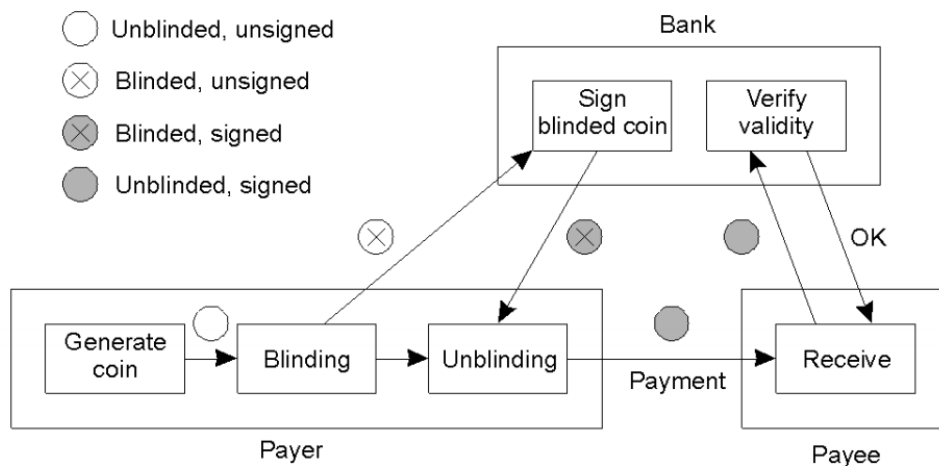 Unblinded, unsigned
Blinded, unsigned
Blinded, signed
Unblinded, signed
Bank
Sign
blinded coin
Verify
validity
OK
Generate
coin
Blinding
Unblinding
Payment
Receive
Payer
Payee